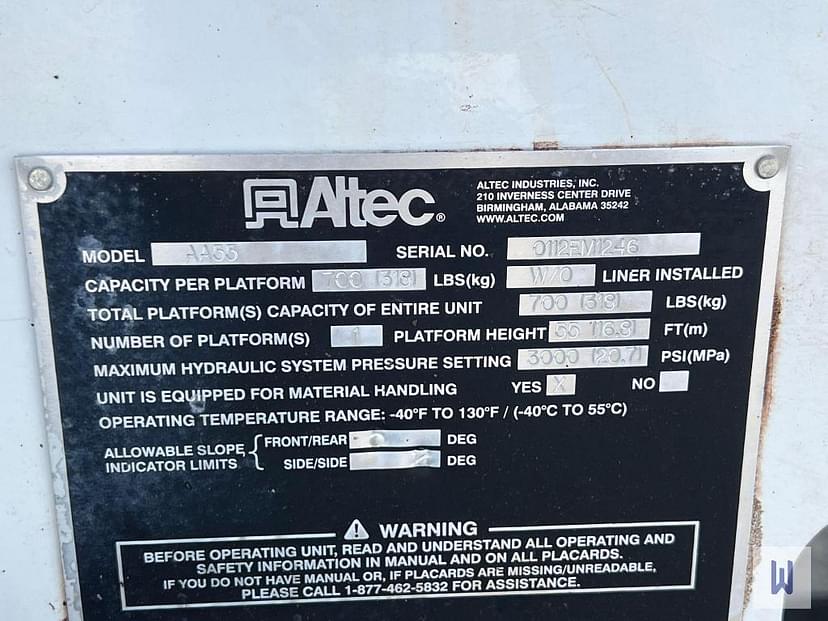 Altec®
ALTEC INDUSTRIES, INC.
210 INVERNESS CENTER DRIVE
BIRMINGHAM, ALABAMA 35242
WWW.ALTEC.COM
MODEL AA55 SERIAL NO.
CAPACITY PER PLATFORM 700 (318) LBS(kg) W/O LINER INSTALLED
TOTAL PLATFORM(S) CAPACITY OF ENTIRE UNIT 700 (318) LBS(kg)
NUMBER OF PLATFORM(S) 1 PLATFORM HEIGHT 55 (16.8) FT(m)
MAXIMUM HYDRAULIC SYSTEM PRESSURE SETTING 3000 (20.7) PSI(MPa)
UNIT IS EQUIPPED FOR MATERIAL HANDLING YES X NO
OPERATING TEMPERATURE RANGE: -40°F TO 130°F / (-40°C TO 55°C)
ALLOWABLE SLOPE INDICATOR LIMITS
FRONT/REAR DEG
SIDE/SIDE DEG
WARNING
BEFORE OPERATING UNIT, READ AND UNDERSTAND ALL OPERATING AND
SAFETY INFORMATION IN MANUAL AND ON ALL PLACARDS.
IF YOU DO NOT HAVE MANUAL OR, IF PLACARDS ARE MISSING/UNREADABLE,
PLEASE CALL 1-877-462-5832 FOR ASSISTANCE.
W